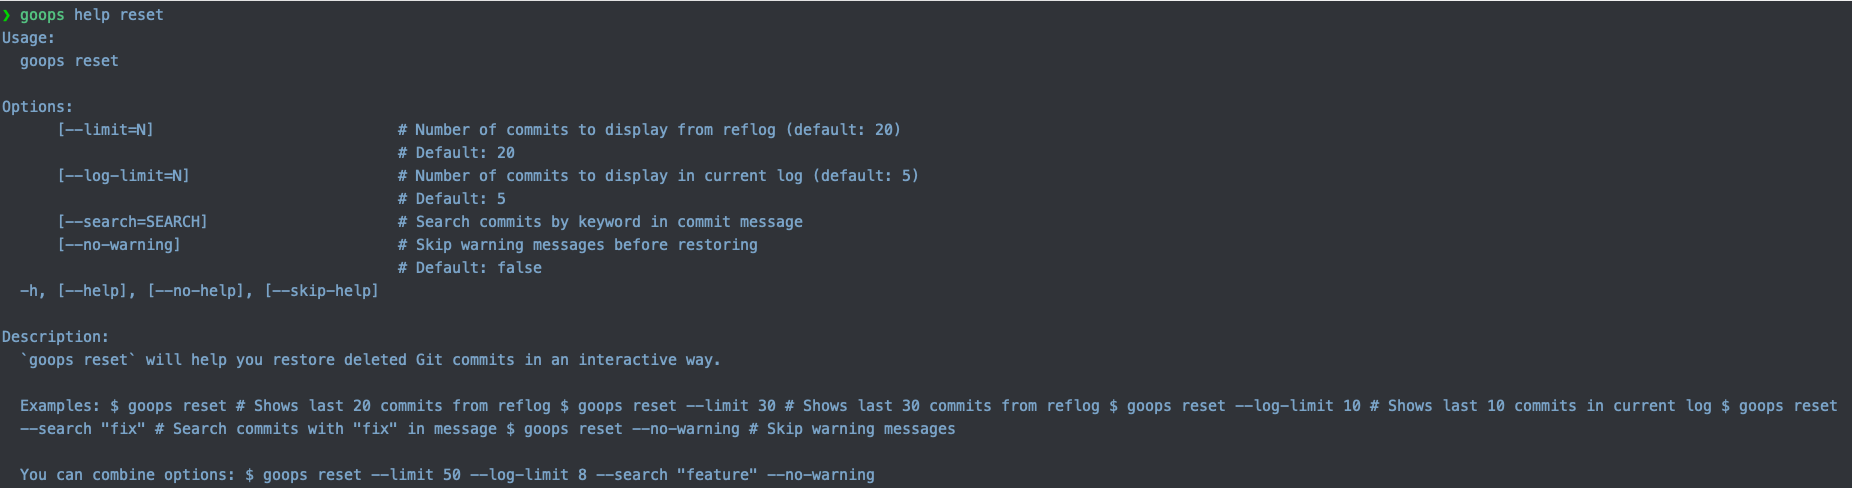 ❯ goops help reset
Usage:
  goops reset

Options:
      [--limit=N]                           # Number of commits to display from reflog (default: 20)
                                            # Default: 20
      [--log-limit=N]                       # Number of commits to display in current log (default: 5)
                                            # Default: 5
      [--search=SEARCH]                     # Search commits by keyword in commit message
      [--no-warning]                        # Skip warning messages before restoring
                                            # Default: false
  -h, [--help], [--no-help], [--skip-help]

Description:
  `goops reset` will help you restore deleted Git commits in an interactive way.

  Examples: $ goops reset # Shows last 20 commits from reflog $ goops reset --limit 30 # Shows last 30 commits from reflog $ goops reset --log-limit 10 # Shows last 10 commits in current log $ goops reset
  --search "fix" # Search commits with "fix" in message $ goops reset --no-warning # Skip warning messages

  You can combine options: $ goops reset --limit 50 --log-limit 8 --search "feature" --no-warning